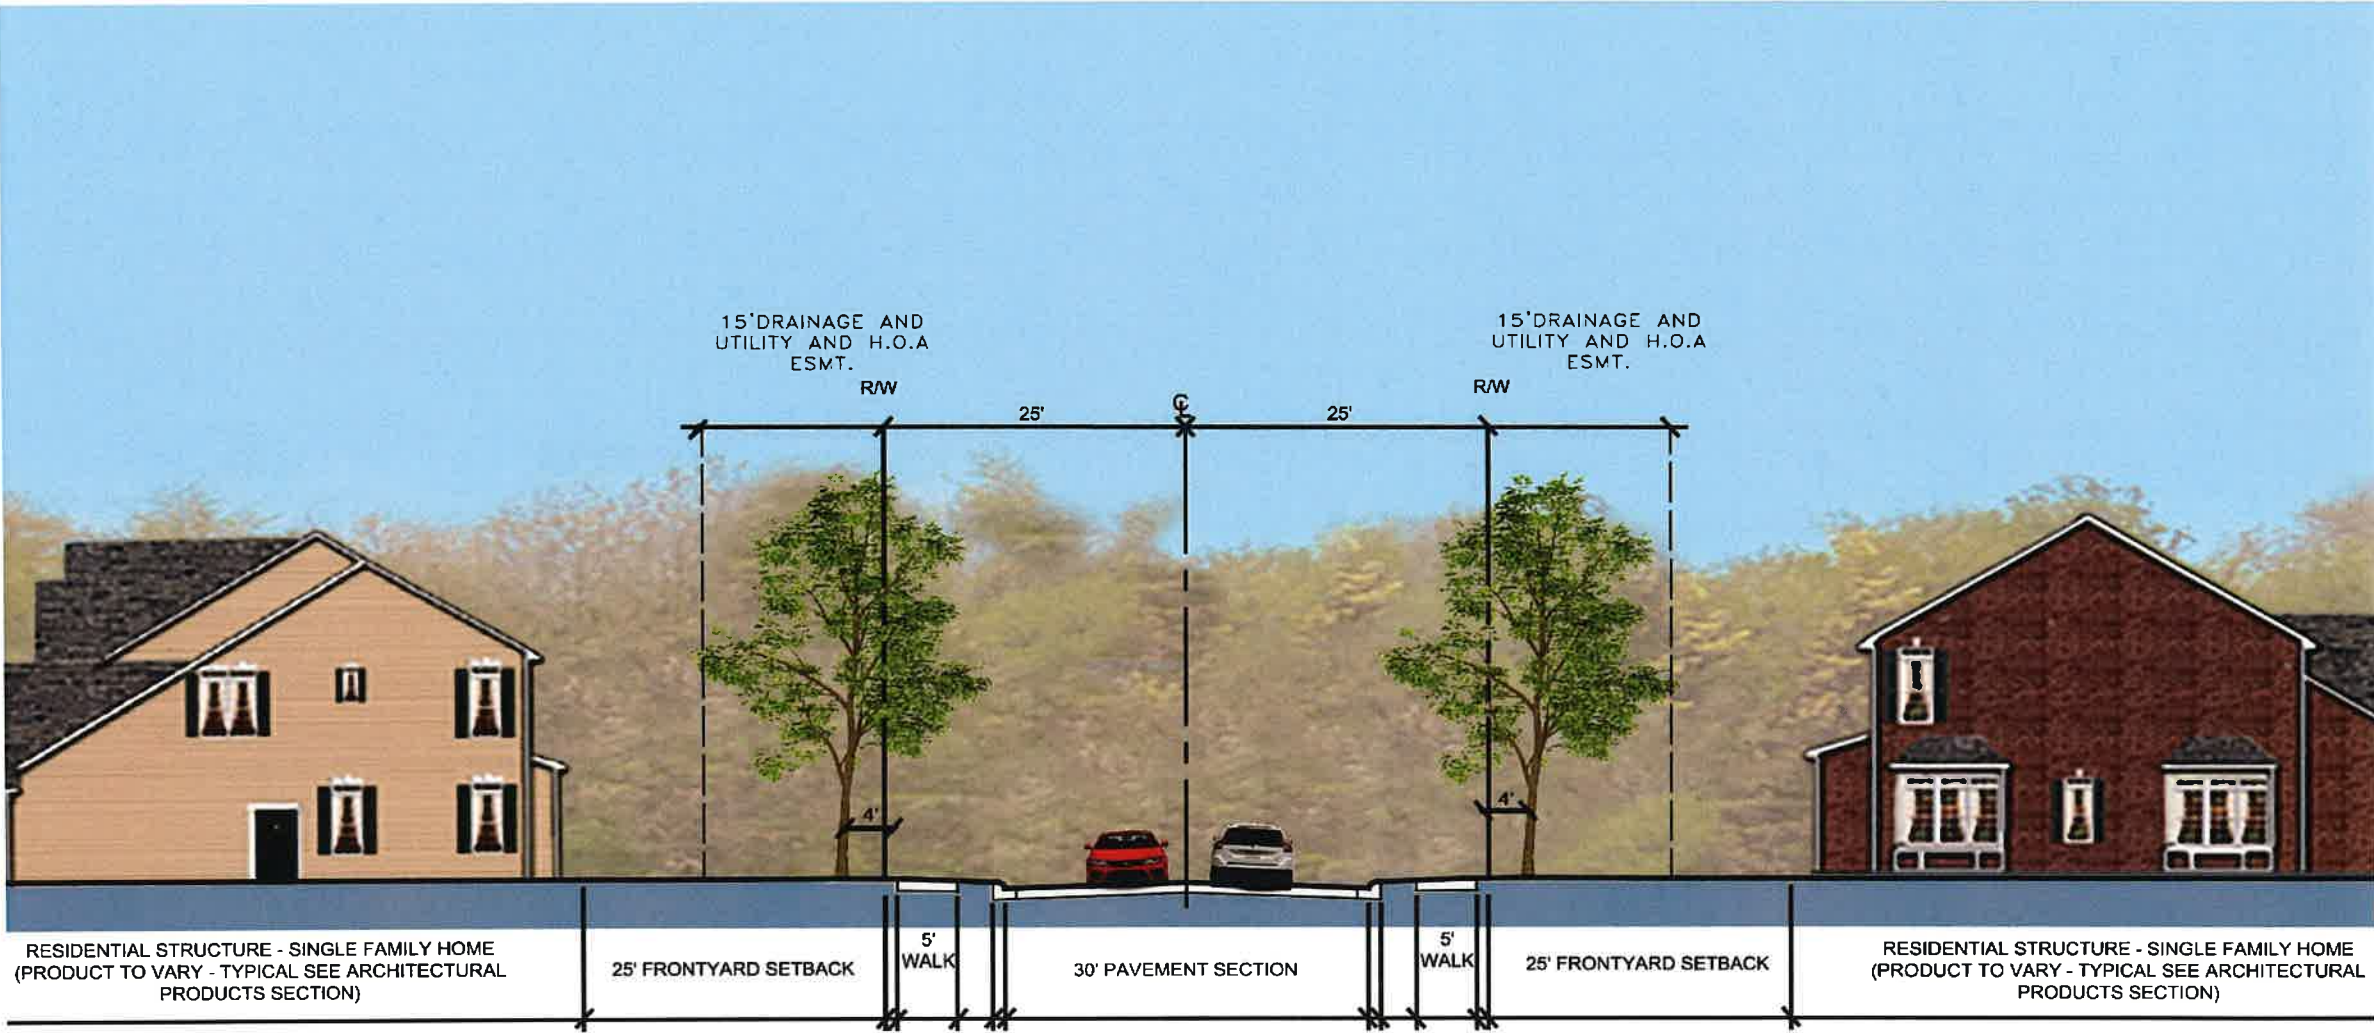 15'DRAINAGE AND
UTILITY AND H.O.A
ESMT.
15'DRAINAGE AND
UTILITY AND H.O.A
ESMT.
R/W
R/W
25'
℄
25'
4'
4'
RESIDENTIAL STRUCTURE - SINGLE FAMILY HOME
(PRODUCT TO VARY - TYPICAL SEE ARCHITECTURAL
PRODUCTS SECTION)
25' FRONTYARD SETBACK
5'
WALK
30' PAVEMENT SECTION
5'
WALK
25' FRONTYARD SETBACK
RESIDENTIAL STRUCTURE - SINGLE FAMILY HOME
(PRODUCT TO VARY - TYPICAL SEE ARCHITECTURAL
PRODUCTS SECTION)